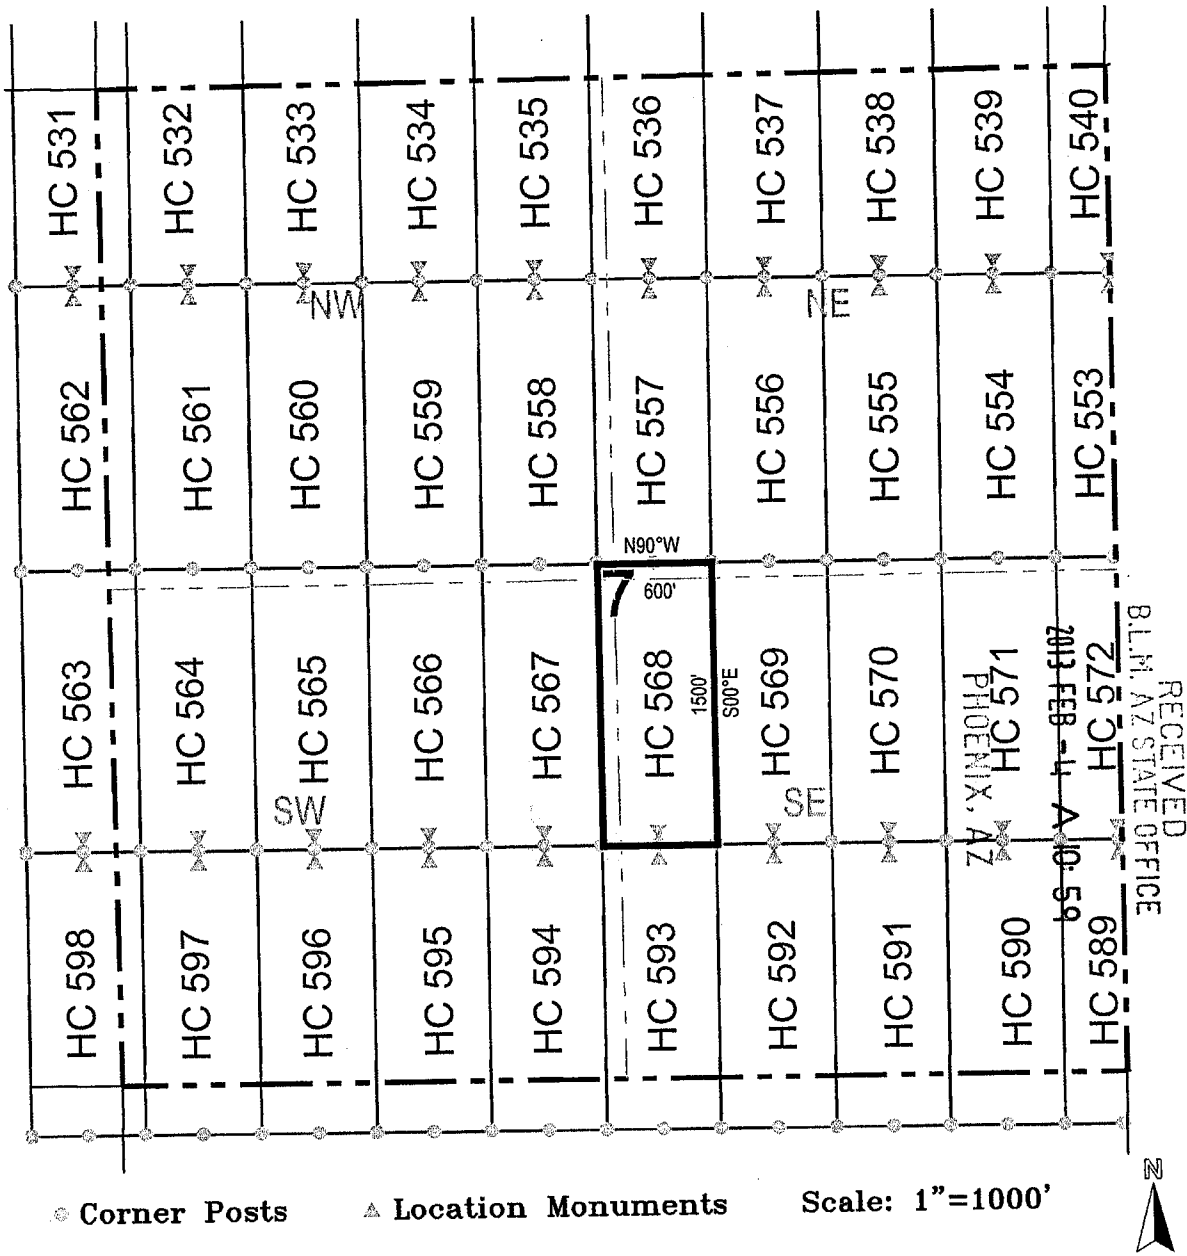 HC 531
HC 532
HC 533
HC 534
HC 535
HC 536
HC 537
HC 538
HC 539
HC 540
NW
NE
HC 562
HC 561
HC 560
HC 559
HC 558
HC 557
HC 556
HC 555
HC 554
HC 553
N90°W
7
600'
HC 563
HC 564
HC 565
HC 566
HC 567
HC 568
1500'
S00°E
HC 569
HC 570
HC 571
HC 572
SW
SE
RECEIVED
B.L.M. AZ STATE OFFICE
2013 FEB -4 A 10:59
PHOENIX, AZ
HC 598
HC 597
HC 596
HC 595
HC 594
HC 593
HC 592
HC 591
HC 590
HC 589
N
Corner Posts
Location Monuments
Scale: 1"=1000'